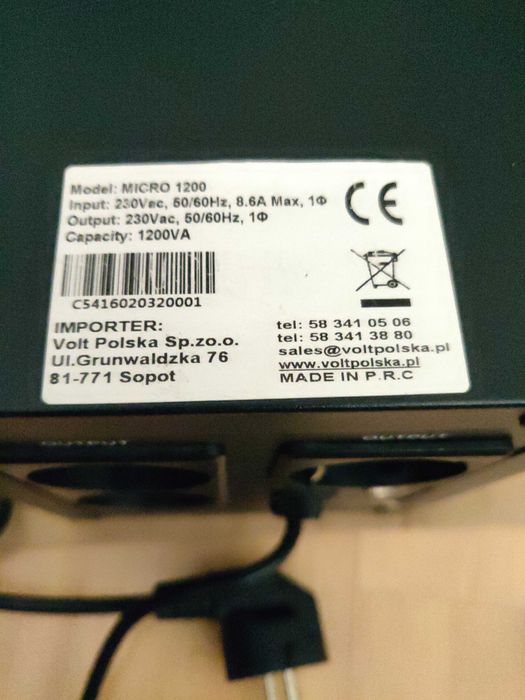 Model: MICRO 1200
Input: 230Vac, 50/60Hz, 8.6A Max, 1Φ
Output: 230Vac, 50/60Hz, 1Φ
Capacity: 1200VA
CE
C5416020320001
IMPORTER:
Volt Polska Sp.zo.o.
Ul.Grunwaldzka 76
81-771 Sopot
tel: 58 341 05 06
tel: 58 341 38 80
sales@voltpolska.pl
www.voltpolska.pl
MADE IN P.R.C
OUTPUT
OUTPUT